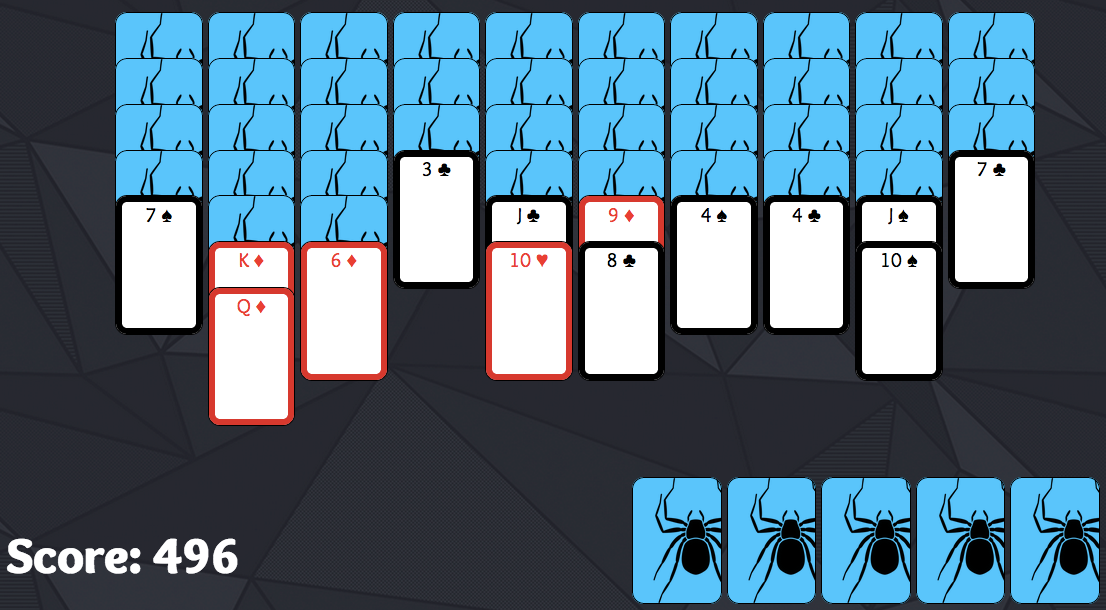 3 ♣
7 ♣
7 ♠
J ♣
9 ♦
4 ♠
4 ♣
J ♠
K ♦
6 ♦
10 ♥
8 ♣
10 ♠
Q ♦
Score: 496